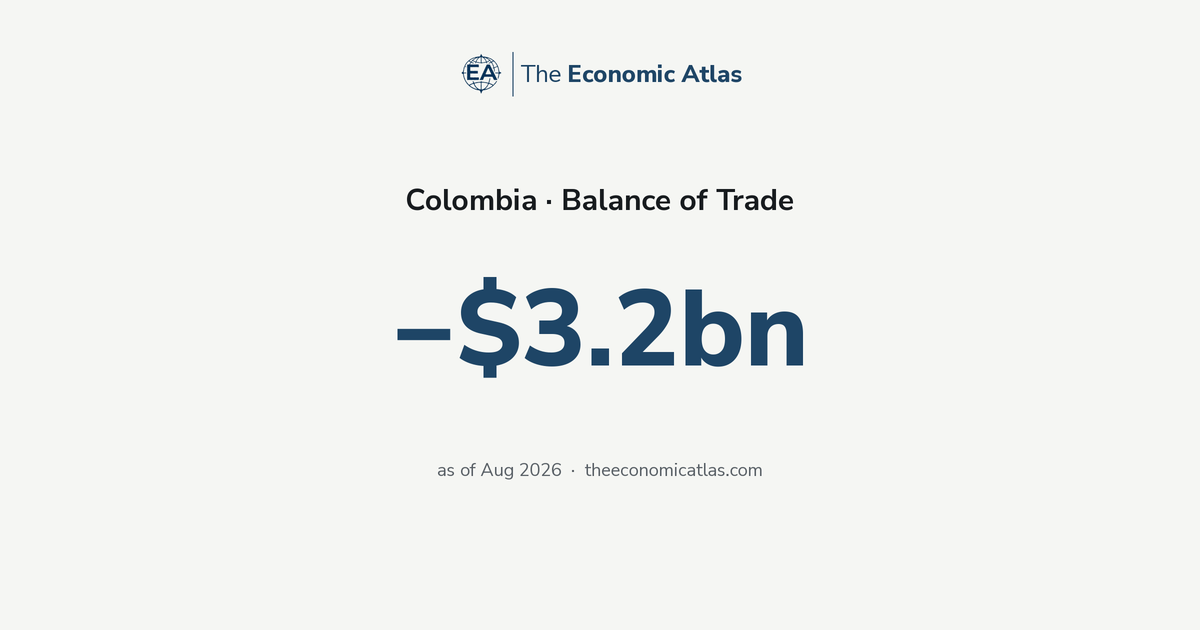 EA The Economic Atlas
Colombia · Balance of Trade
−$3.2bn
as of Aug 2026 · theeconomicatlas.com